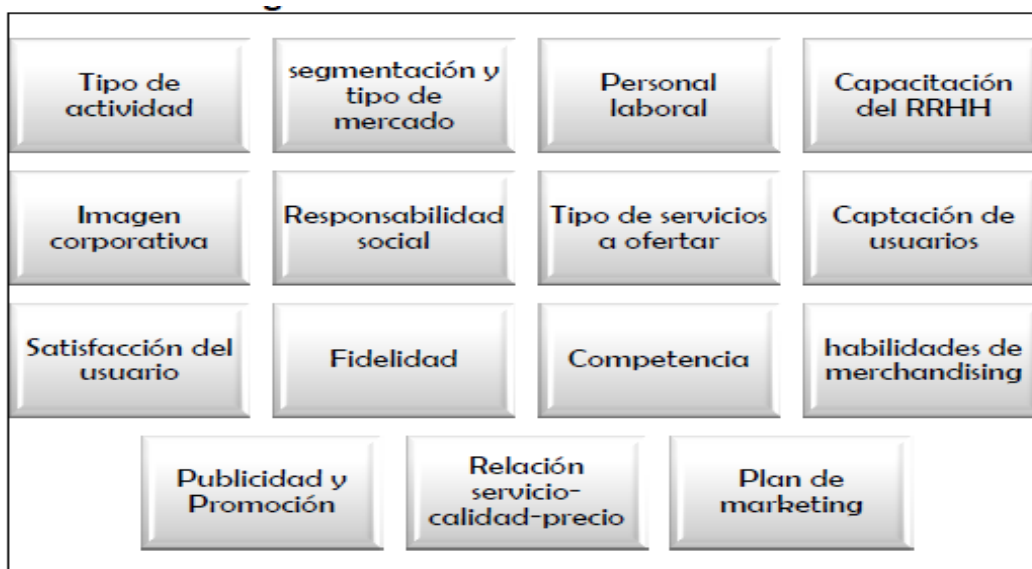 Tipo de
actividad
segmentación y
tipo de
mercado
Personal
laboral
Capacitación
del RRHH
Imagen
corporativa
Responsabilidad
social
Tipo de servicios
a ofertar
Captación de
usuarios
Satisfacción del
usuario
Fidelidad
Competencia
habilidades de
merchandising
Publicidad y
Promoción
Relación
servicio-
calidad-precio
Plan de
marketing